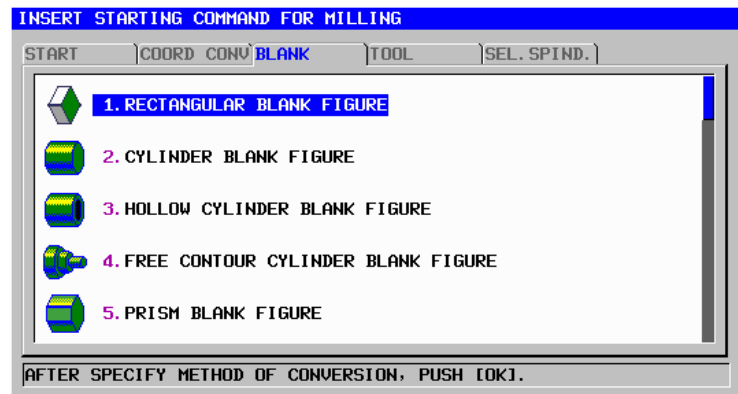 INSERT STARTING COMMAND FOR MILLING
START COORD CONV BLANK TOOL SEL.SPIND.
1.RECTANGULAR BLANK FIGURE
2.CYLINDER BLANK FIGURE
3.HOLLOW CYLINDER BLANK FIGURE
4.FREE CONTOUR CYLINDER BLANK FIGURE
5.PRISM BLANK FIGURE
AFTER SPECIFY METHOD OF CONVERSION, PUSH [OK].